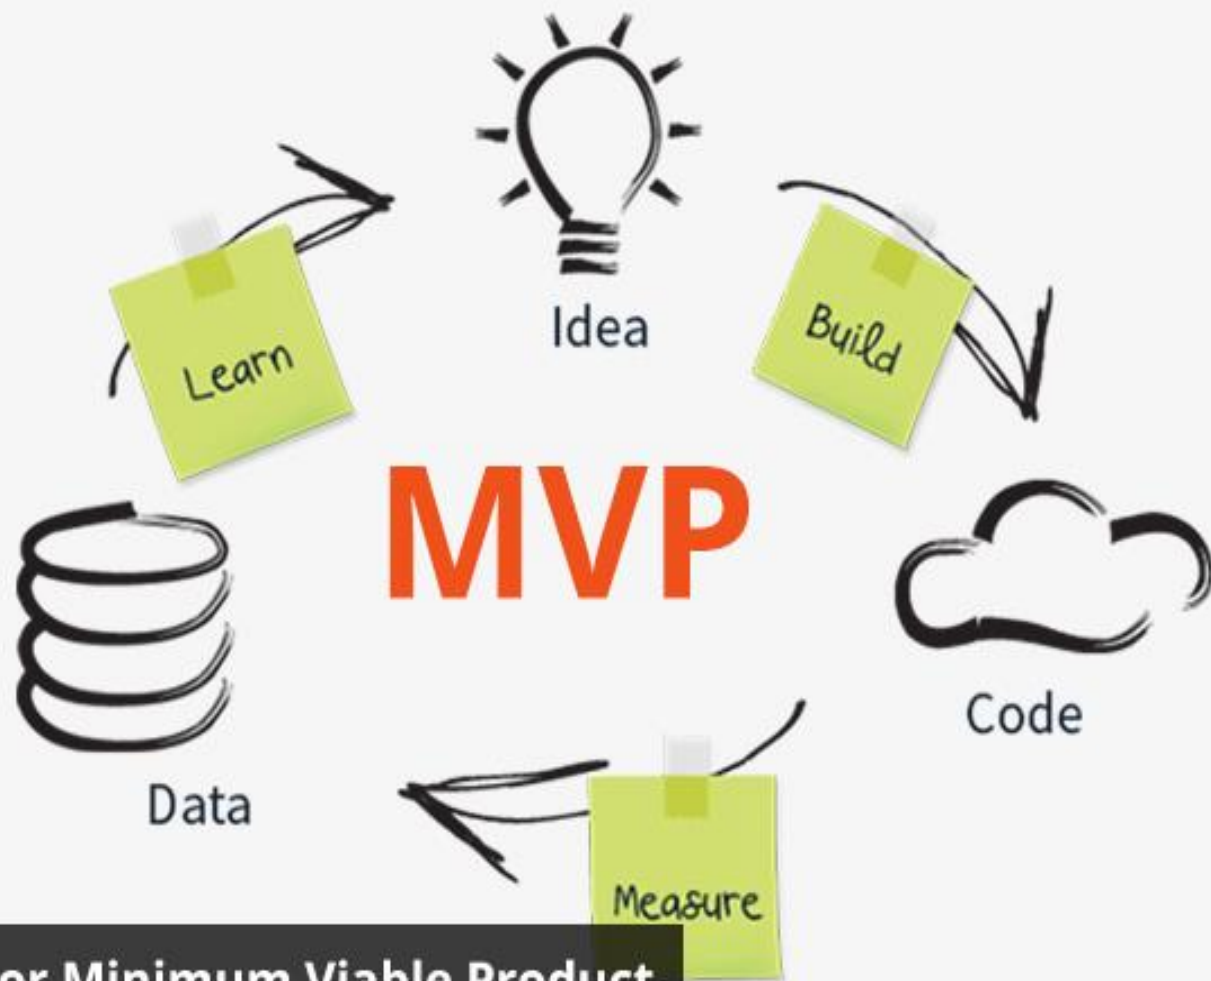 Idea
Learn
Build
MVP
Code
Data
Measure
or Minimum Viable Product